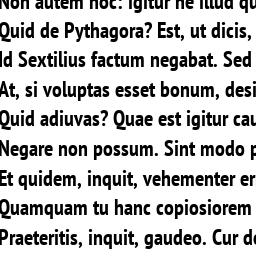 Non autem hoc: igitur ne illud qu
Quid de Pythagora? Est, ut dicis,
Id Sextilius factum negabat. Sed
At, si voluptas esset bonum, desi
Quid adiuvas? Quae est igitur cau
Negare non possum. Sint modo p
Et quidem, inquit, vehementer er
Quamquam tu hanc copiosiorem
Praeteritis, inquit, gaudeo. Cur de